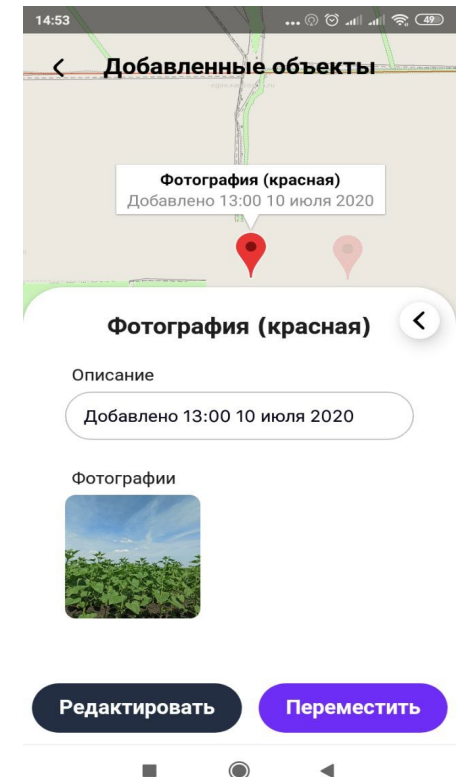 14:53
49
Добавленные объекты
Фотография (красная)
Добавлено 13:00 10 июля 2020
Фотография (красная)
Описание
Добавлено 13:00 10 июля 2020
Фотографии
Редактировать
Переместить